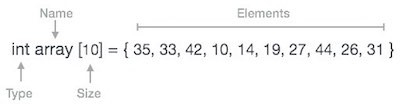 Name Elements
int array [10] = { 35, 33, 42, 10, 14, 19, 27, 44, 26, 31 }
Type Size